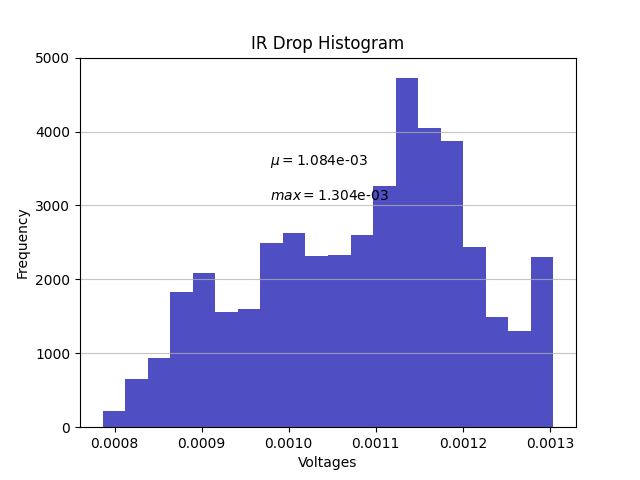 IR Drop Histogram
5000
4000
3000
2000
1000
0
Frequency
μ = 1.084e-03
max = 1.304e-03
0.0008 0.0009 0.0010 0.0011 0.0012 0.0013
Voltages